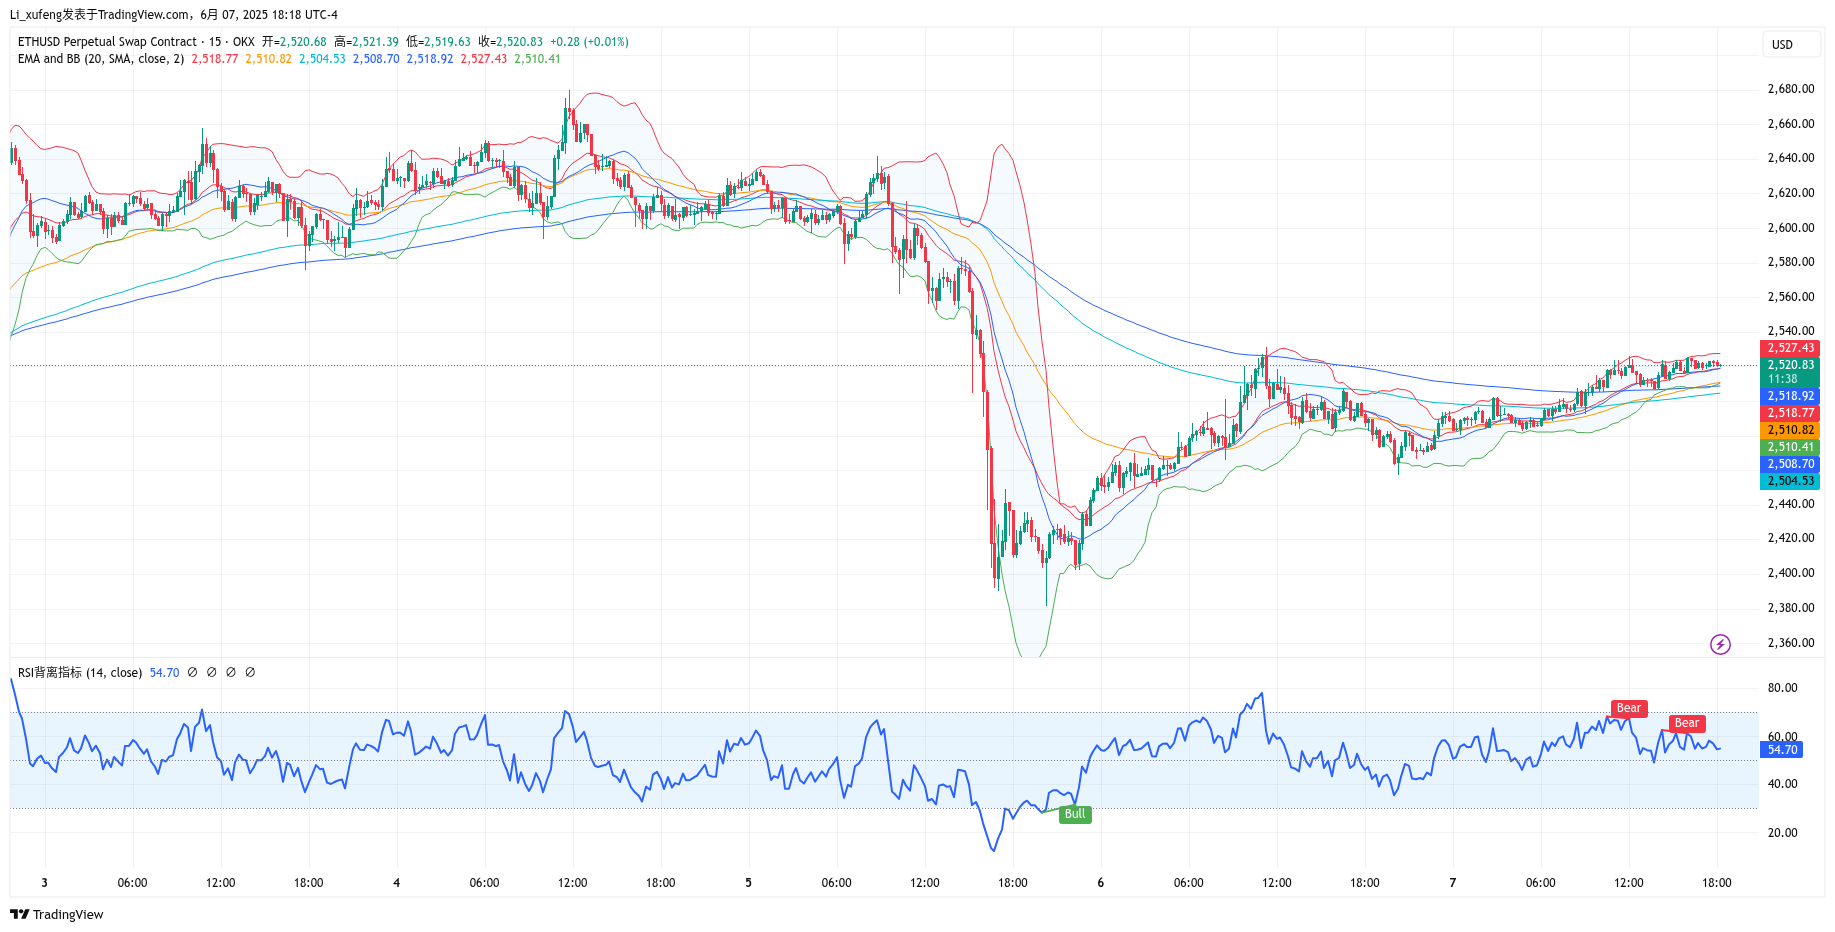 Li_xufeng发表于TradingView.com，6月 07, 2025 18:18 UTC-4
ETHUSD Perpetual Swap Contract · 15 · OKX 开=2,520.68 高=2,521.39 低=2,519.63 收=2,520.83 +0.28 (+0.01%)
EMA and BB (20, SMA, close, 2) 2,518.77 2,510.82 2,504.53 2,508.70 2,518.92 2,527.43 2,510.41
USD
2,680.00
2,660.00
2,640.00
2,620.00
2,600.00
2,580.00
2,560.00
2,540.00
2,527.43
2,520.83
11:38
2,518.92
2,518.77
2,510.82
2,510.41
2,508.70
2,504.53
2,440.00
2,420.00
2,400.00
2,380.00
2,360.00
RSI背离指标 (14, close) 54.70 ∅ ∅ ∅ ∅
80.00
Bear
Bear
60.00
54.70
40.00
Bull
20.00
3 06:00 12:00 18:00 4 06:00 12:00 18:00 5 06:00 12:00 18:00 6 06:00 12:00 18:00 7 06:00 12:00 18:00
TradingView